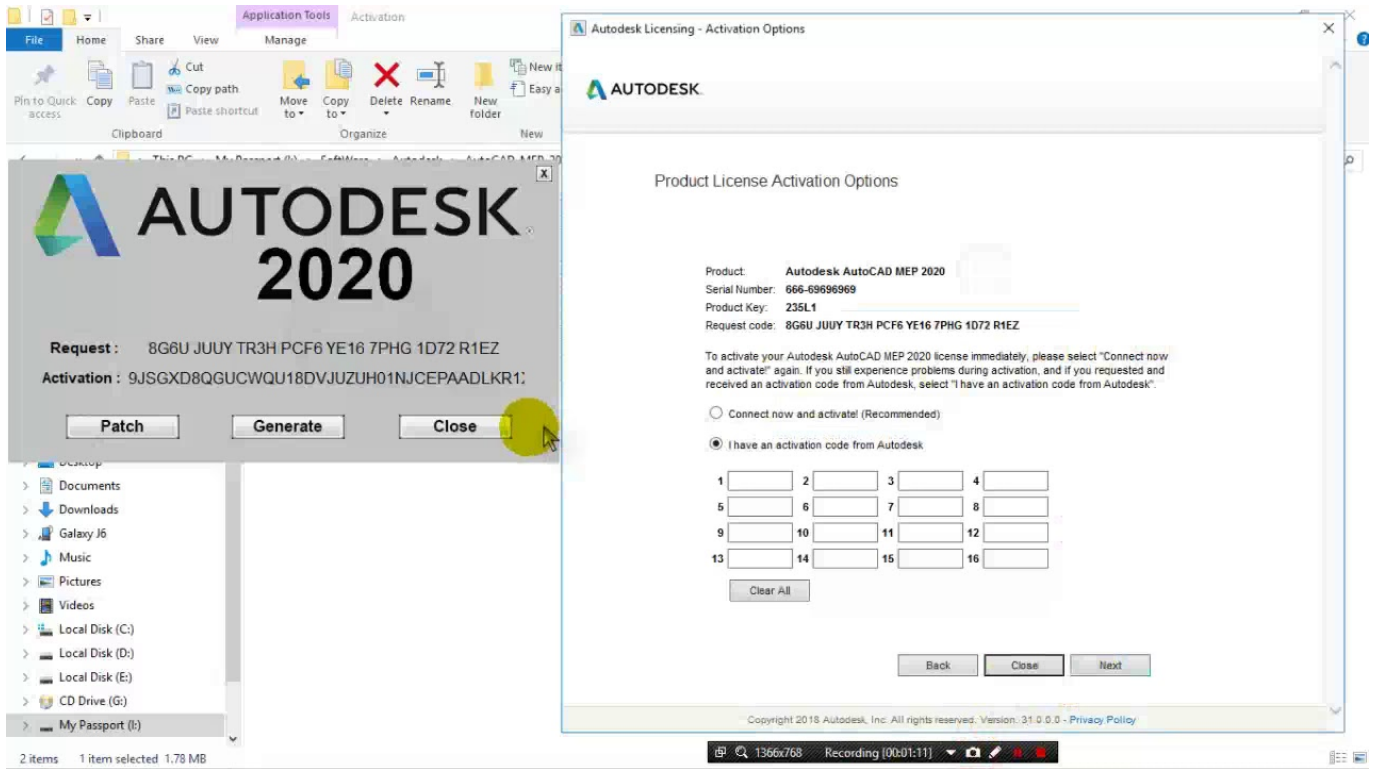 Application Tools
Activation
File
Home
Share
View
Manage
Pin to Quick access
Copy
Paste
Cut
Copy path
Paste shortcut
Move to
Copy to
Delete
Rename
New folder
New it
Easy a
Clipboard
Organize
New
AUTODESK
2020
Request : 8G6U JUUY TR3H PCF6 YE16 7PHG 1D72 R1EZ
Activation :
Patch
Generate
Close
Documents
Downloads
Galaxy J6
Music
Pictures
Videos
Local Disk (C:)
Local Disk (D:)
Local Disk (E:)
CD Drive (G:)
My Passport (I:)
2 items 1 item selected 1.78 MB
Autodesk Licensing - Activation Options
AUTODESK.
Product License Activation Options
Product: Autodesk AutoCAD MEP 2020
Serial Number: 666-69696969
Product Key: 235L1
Request code: 8G6U JUUY TR3H PCF6 YE16 7PHG 1D72 R1EZ
To activate your Autodesk AutoCAD MEP 2020 license immediately, please select "Connect now
and activate!" again. If you still experience problems during activation, and if you requested and
received an activation code from Autodesk, select "I have an activation code from Autodesk".
Connect now and activate! (Recommended)
I have an activation code from Autodesk
1 2 3 4
5 6 7 8
9 10 11 12
13 14 15 16
Clear All
Back
Close
Next
Copyright 2018 Autodesk, Inc. All rights reserved. Version. 31.0.0.0 - Privacy Policy
1366x768 Recording [00:01:11]